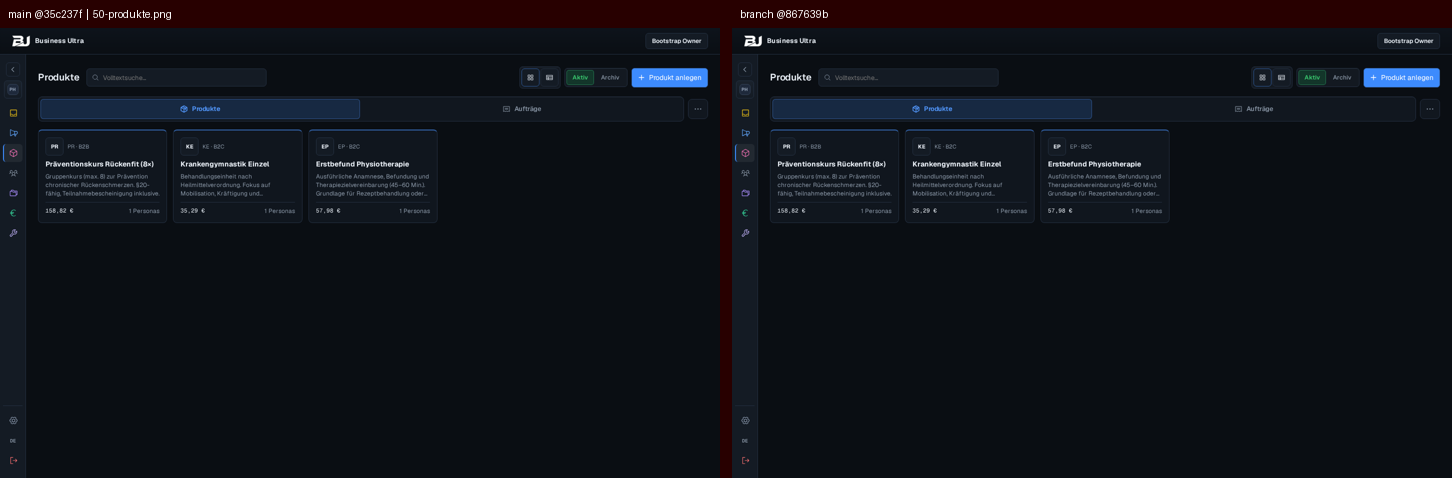 main @35c237f | 50-produkte.png
Business Ultra
Bootstrap Owner
PH
Produkte
Volltextsuche...
Aktiv
Archiv
+ Produkt anlegen
Produkte
Aufträge
PR
PR · B2B
Präventionskurs Rückenfit (8×)
Gruppenkurs (max. 8) zur Prävention
chronischer Rückenschmerzen. §20-
fähig, Teilnahmebescheinigung inklusive.
158,82 €
1 Personas
KE
KE · B2C
Krankengymnastik Einzel
Behandlungseinheit nach
Heilmittelverordnung. Fokus auf
Mobilisation, Kräftigung und...
35,29 €
1 Personas
EP
EP · B2C
Erstbefund Physiotherapie
Ausführliche Anamnese, Befundung und
Therapiezielvereinbarung (45–60 Min.).
Grundlage für Rezeptbehandlung oder...
57,98 €
1 Personas
DE
branch @867639b
Business Ultra
Bootstrap Owner
PH
Produkte
Volltextsuche...
Aktiv
Archiv
+ Produkt anlegen
Produkte
Aufträge
PR
PR · B2B
Präventionskurs Rückenfit (8×)
Gruppenkurs (max. 8) zur Prävention
chronischer Rückenschmerzen. §20-
fähig, Teilnahmebescheinigung inklusive.
158,82 €
1 Personas
KE
KE · B2C
Krankengymnastik Einzel
Behandlungseinheit nach
Heilmittelverordnung. Fokus auf
Mobilisation, Kräftigung und...
35,29 €
1 Personas
EP
EP · B2C
Erstbefund Physiotherapie
Ausführliche Anamnese, Befundung und
Therapiezielvereinbarung (45–60 Min.).
Grundlage für Rezeptbehandlung oder...
57,98 €
1 Personas
DE